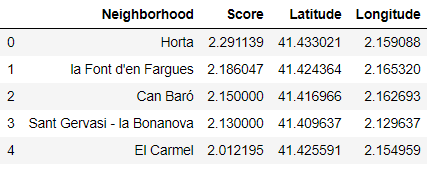 Neighborhood Score Latitude Longitude
0 Horta 2.291139 41.433021 2.159088
1 la Font d'en Fargues 2.186047 41.424364 2.165320
2 Can Baró 2.150000 41.416966 2.162693
3 Sant Gervasi - la Bonanova 2.130000 41.409637 2.129637
4 El Carmel 2.012195 41.425591 2.154959